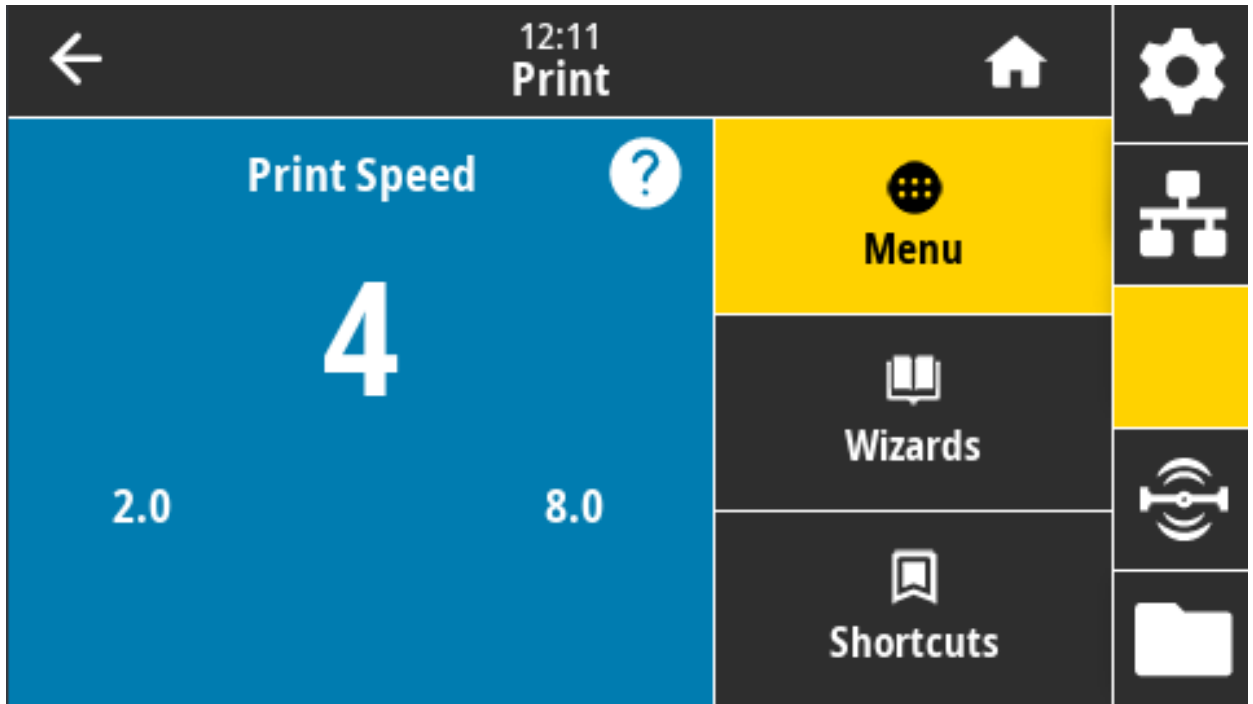 12:11
Print
Print Speed
?
4
2.0 8.0
Menu
Wizards
Shortcuts